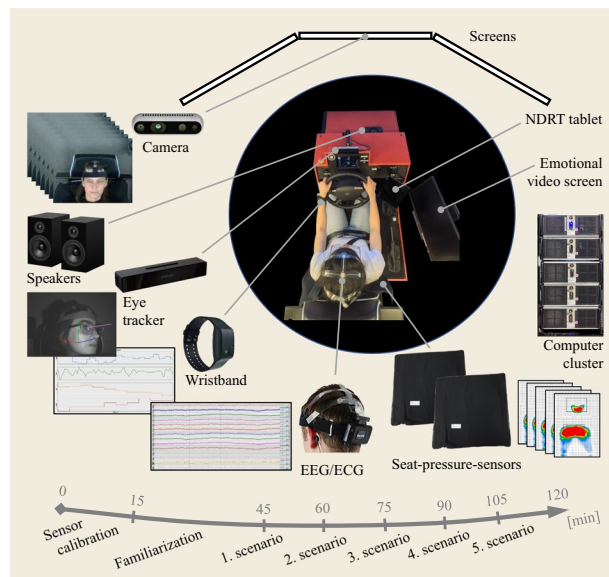 Screens
Camera
NDRT tablet
Emotional
video screen
Speakers
Eye
tracker
Wristband
Computer
cluster
EEG/ECG
Seat-pressure-sensors
0
15
45
60
75
90
105
120
[min]
Sensor
calibration
Familiarization
1. scenario
2. scenario
3. scenario
4. scenario
5. scenario